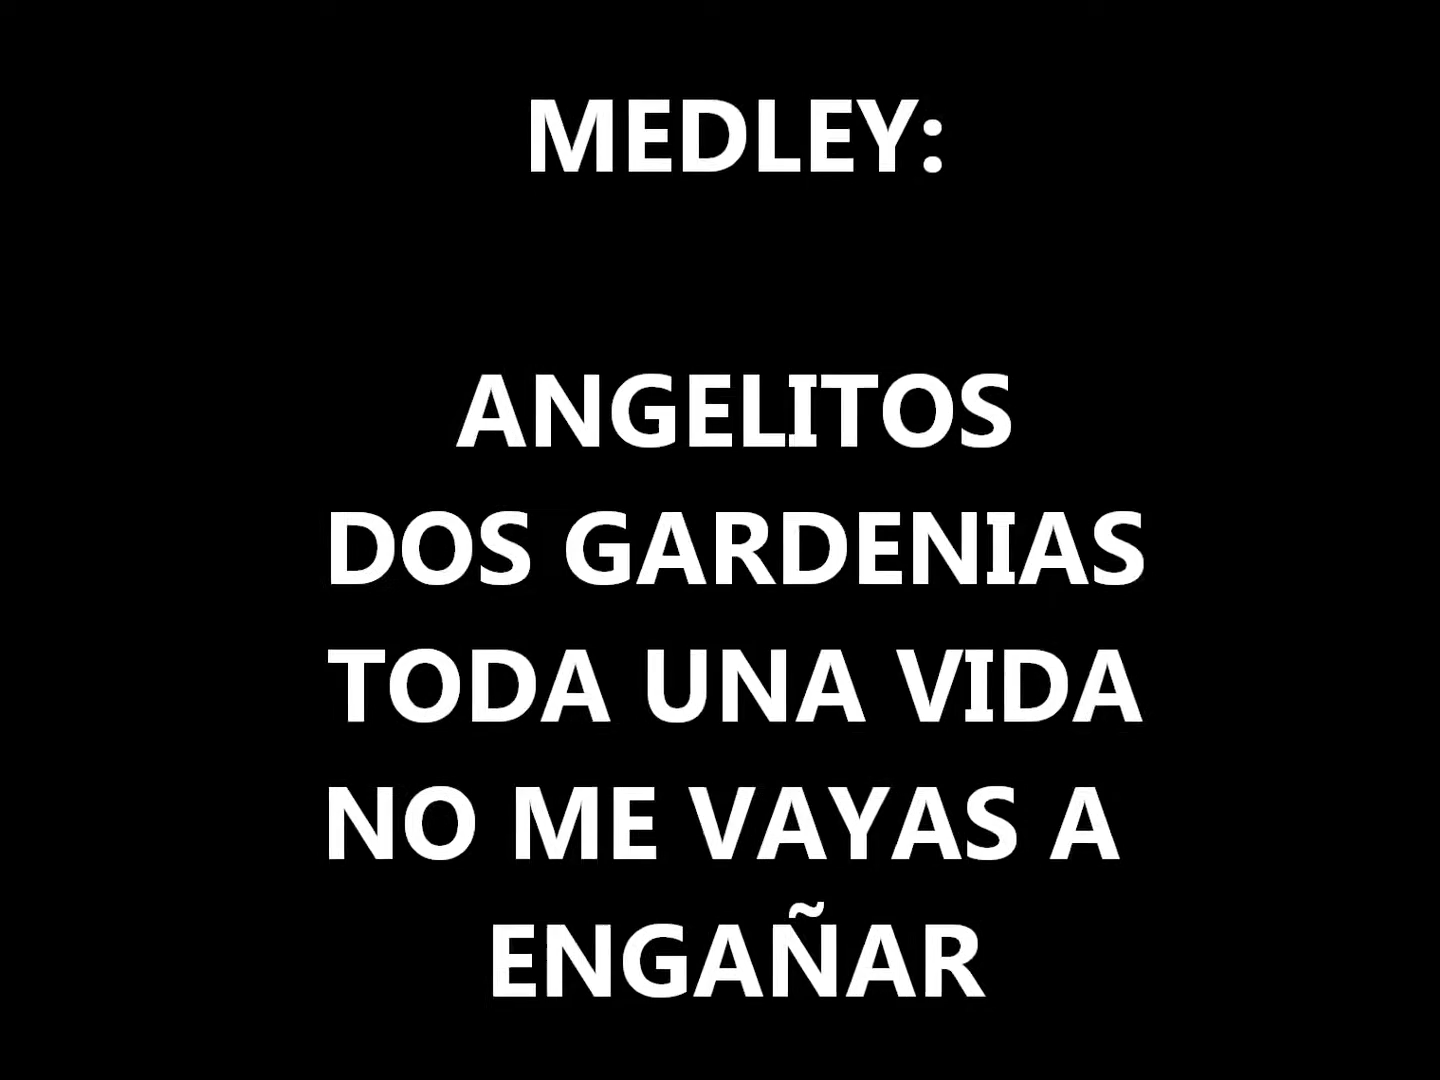 MEDLEY:
ANGELITOS
DOS GARDENIAS
TODA UNA VIDA
NO ME VAYAS A
ENGAÑAR